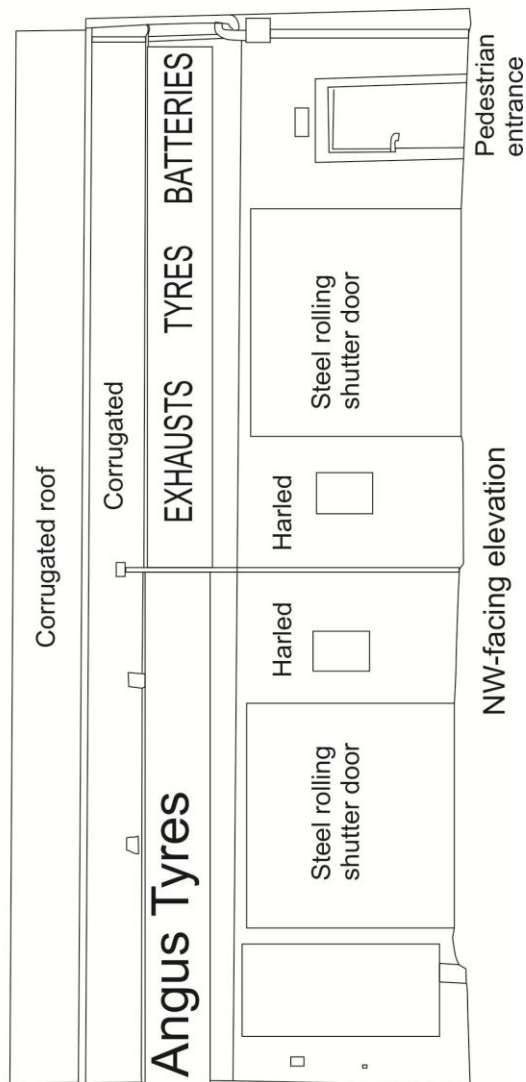 Corrugated roof
Corrugated
Angus Tyres
EXHAUSTS TYRES BATTERIES
Steel rolling
shutter door
Harled
Harled
Steel rolling
shutter door
Pedestrian
entrance
NW-facing elevation